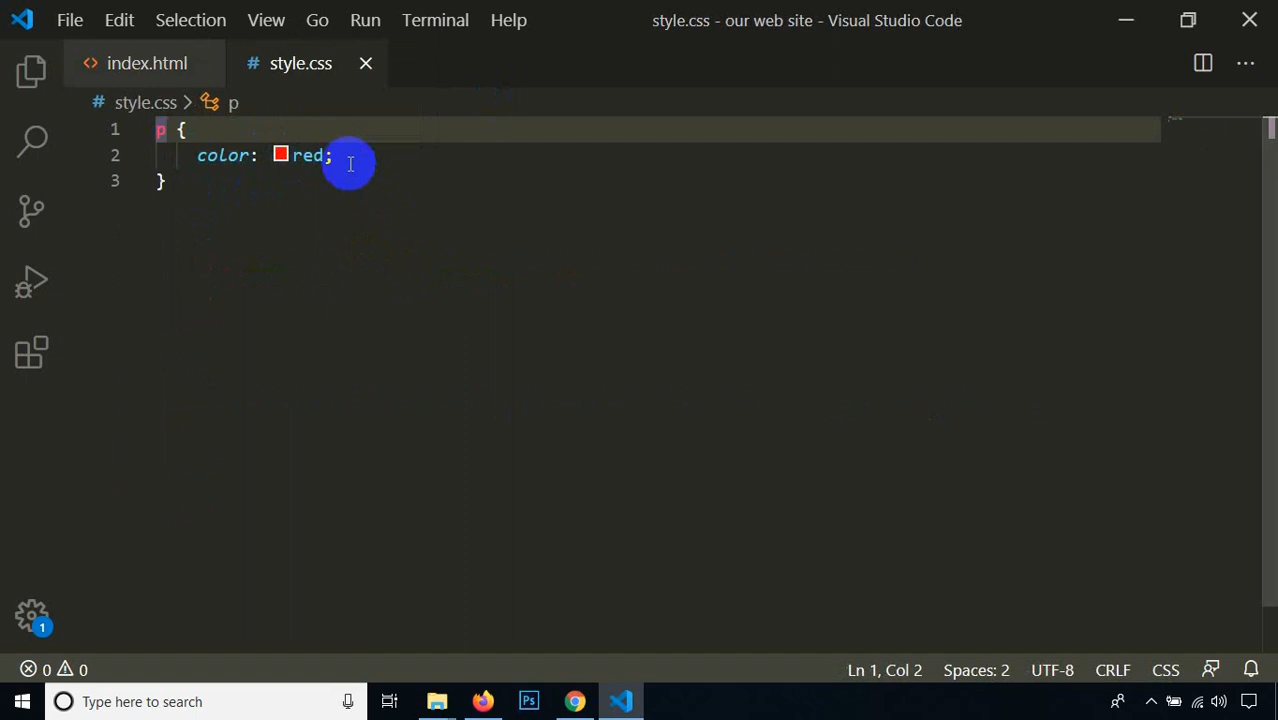 File Edit Selection View Go Run Terminal Help style.css - our web site - Visual Studio Code
index.html style.css
style.css p
1 p {
2 color: red;
3 }
1
0 0 Ln 1, Col 2 Spaces: 2 UTF-8 CRLF CSS
Type here to search Ps